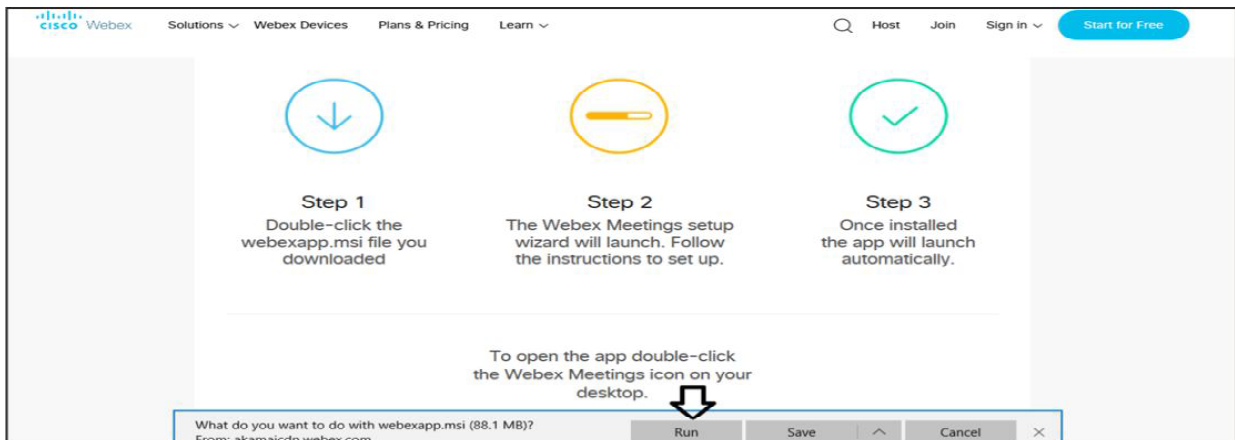 CISCO Webex Solutions Webex Devices Plans & Pricing Learn Host Join Sign in Start for Free
Step 1
Double-click the
webexapp.msi file you
downloaded
Step 2
The Webex Meetings setup
wizard will launch. Follow
the instructions to set up.
Step 3
Once installed
the app will launch
automatically.
To open the app double-click
the Webex Meetings icon on your
desktop.
What do you want to do with webexapp.msi (88.1 MB)?
From: akamaicdn.webex.com
Run Save Cancel